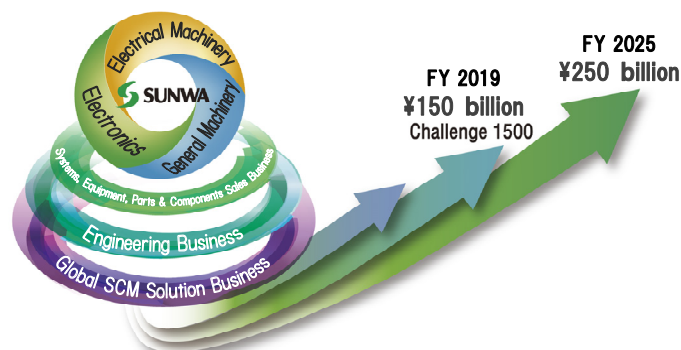 Electrical Machinery
Electronics
General Machinery
SUNWA
Systems, Equipment, Parts & Components Sales Business
Engineering Business
Global SCM Solution Business
FY 2019
¥150 billion
Challenge 1500
FY 2025
¥250 billion